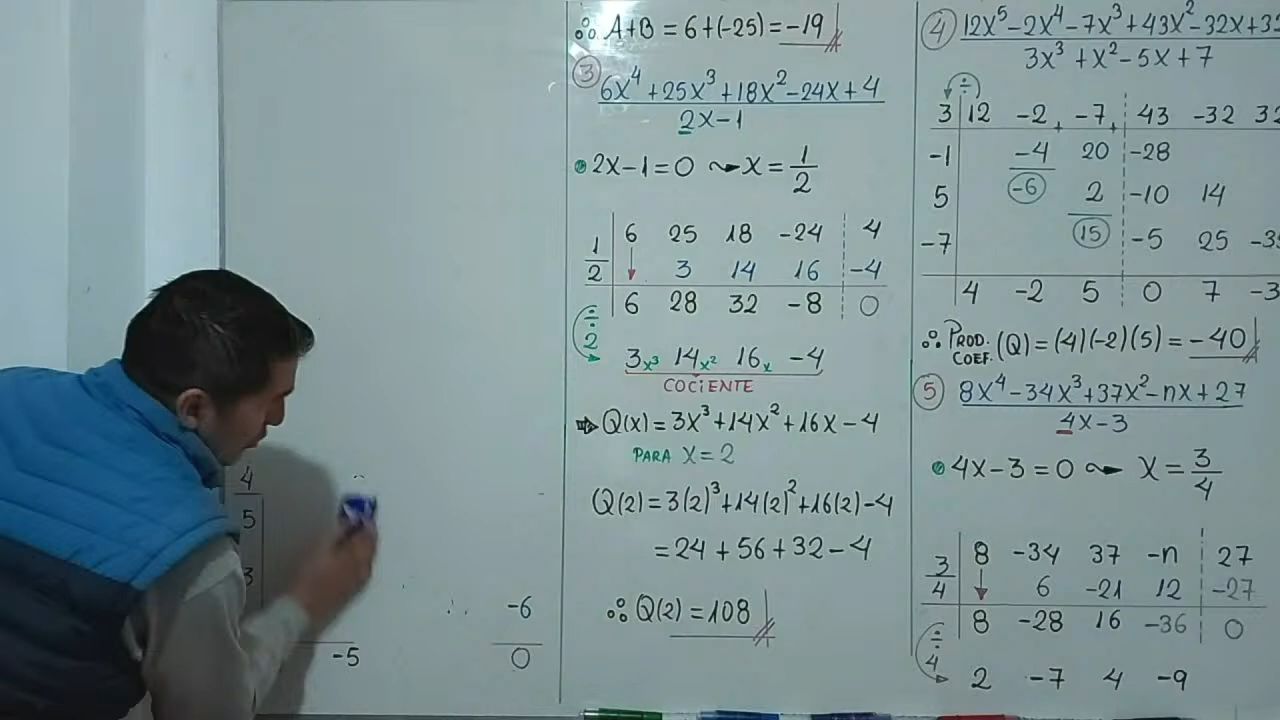 4
5
3
-5
-6
0
∴ A+B = 6+(-25) = -19
③ 6x⁴ + 25x³ + 18x² - 24x + 4
2x - 1
• 2x - 1 = 0 ⤳ x = 1/2
1/2 | 6 25 18 -24 | 4
↓ 3 14 16 | -4
6 28 32 -8 | 0
÷2 3x³ 14x² 16x -4
COCIENTE
⇒ Q(x) = 3x³ + 14x² + 16x - 4
PARA x = 2
Q(2) = 3(2)³ + 14(2)² + 16(2) - 4
= 24 + 56 + 32 - 4
∴ Q(2) = 108
④ 12x⁵ - 2x⁴ - 7x³ + 43x² - 32x + 32
3x³ + x² - 5x + 7
÷
3 | 12 -2 + -7 + | 43 -32 32
-1 | -4 20 | -28
5 | -6 2 | -10 14
-7 | 15 | -5 25
4 -2 5 | 0 7
∴ PROD. COEF. (Q) = (4)(-2)(5) = -40
⑤ 8x⁴ - 34x³ + 37x² - nx + 27
4x - 3
• 4x - 3 = 0 ⤳ x = 3/4
3/4 | 8 -34 37 -n | 27
↓ 6 -21 12 | -27
8 -28 16 -36 | 0
÷4 2 -7 4 -9